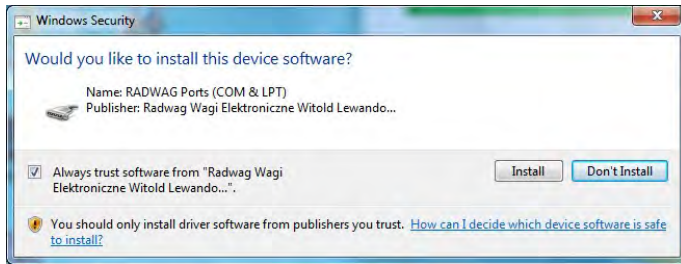 Windows Security
X
Would you like to install this device software?
Name: RADWAG Ports (COM & LPT)
Publisher: Radwag Wagi Elektroniczne Witold Lewando...
Always trust software from "Radwag Wagi
Elektroniczne Witold Lewando...".
Install
Don't Install
You should only install driver software from publishers you trust. How can I decide which device software is safe
to install?